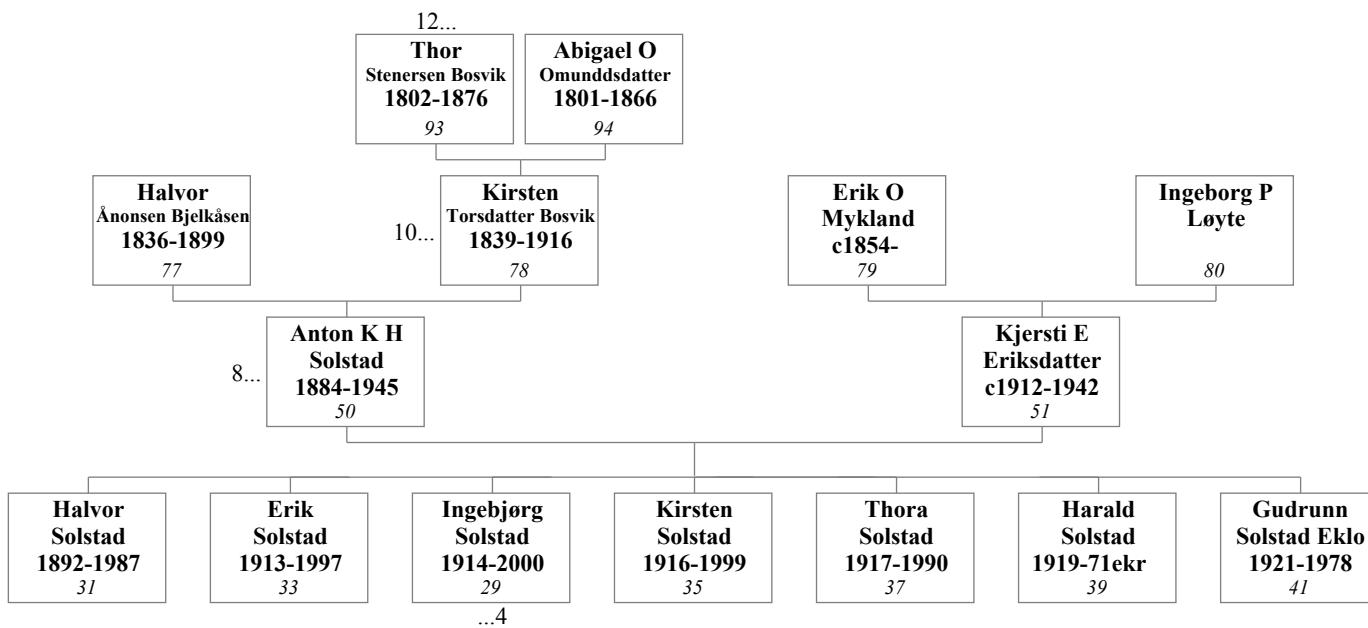 12...
Thor
Stenersen Bosvik
1802-1876
93
Abigael O
Omunddsdatter
1801-1866
94
Halvor
Ånonsen Bjelkåsen
1836-1899
77
10...
Kirsten
Torsdatter Bosvik
1839-1916
78
Erik O
Mykland
c1854-
79
Ingeborg P
Løyte
80
8...
Anton K H
Solstad
1884-1945
50
Kjersti E
Eriksdatter
c1912-1942
51
Halvor
Solstad
1892-1987
31
Erik
Solstad
1913-1997
33
Ingebjørg
Solstad
1914-2000
29
...4
Kirsten
Solstad
1916-1999
35
Thora
Solstad
1917-1990
37
Harald
Solstad
1919-71ekr
39
Gudrunn
Solstad Eklo
1921-1978
41